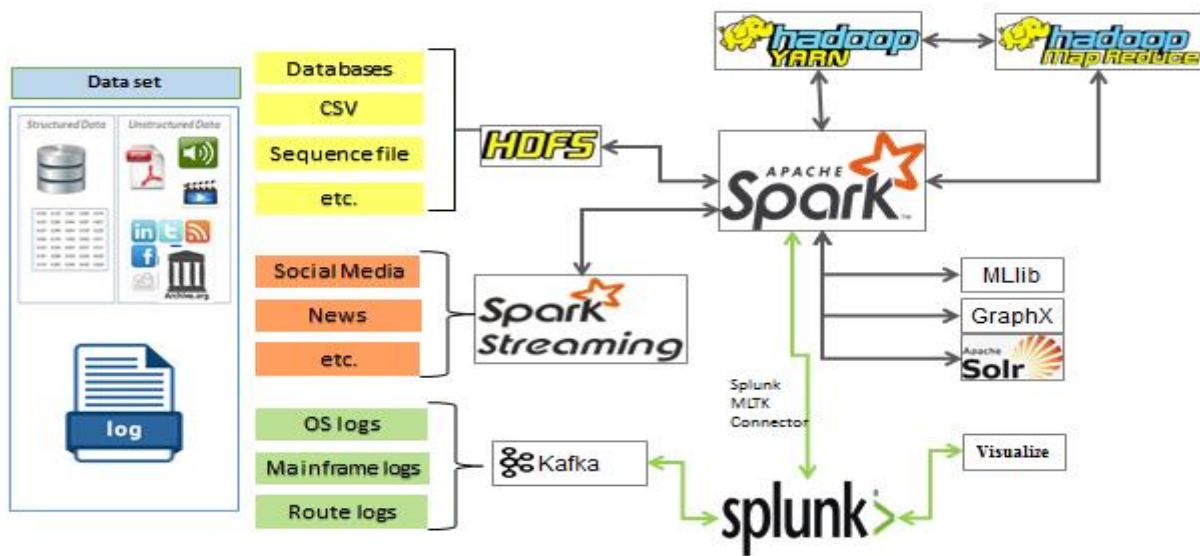 Data set
Structured Data
Unstructured Data
in
Archive.org
log
Databases
CSV
Sequence file
etc.
Social Media
News
etc.
OS logs
Mainframe logs
Route logs
HDFS
Spark
Streaming
Kafka
hadoop
YARN
hadoop
Map Reduce
APACHE
Spark
MLlib
GraphX
Apache
Solr
Splunk
MLTK
Connector
splunk>
Visualize